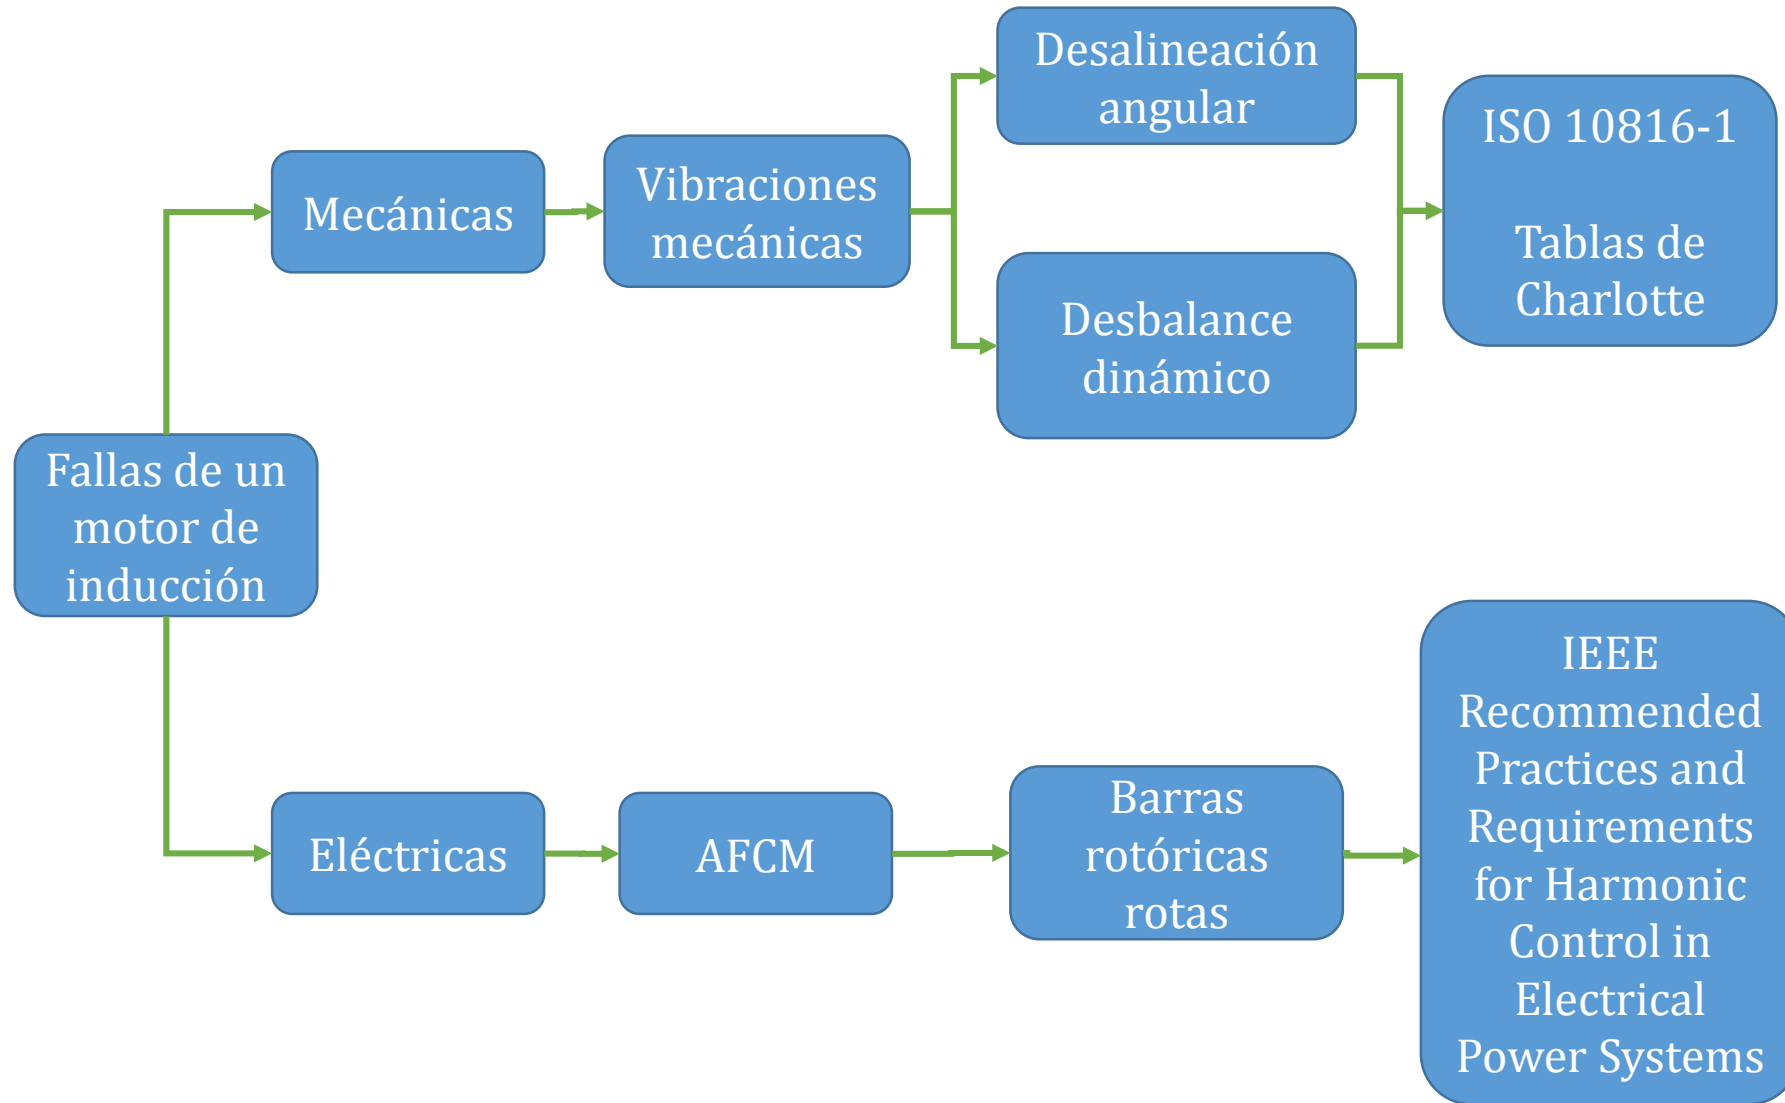 Desalineación
angular
ISO 10816-1
Tablas de
Charlotte
Mecánicas
Vibraciones
mecánicas
Desbalance
dinámico
Fallas de un
motor de
inducción
Eléctricas
AFCM
Barras
rotóricas
rotas
IEEE
Recommended
Practices and
Requirements
for Harmonic
Control in
Electrical
Power Systems